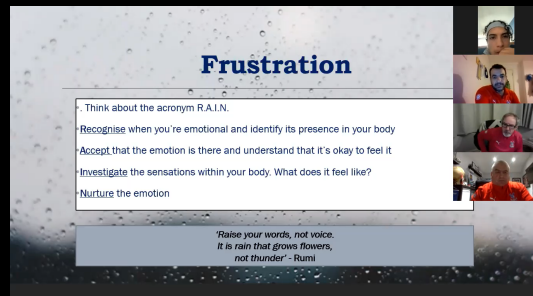 Frustration
. Think about the acronym R.A.I.N.
Recognise when you're emotional and identify its presence in your body
Accept that the emotion is there and understand that it's okay to feel it
Investigate the sensations within your body. What does it feel like?
Nurture the emotion
'Raise your words, not voice.
It is rain that grows flowers,
not thunder' - Rumi